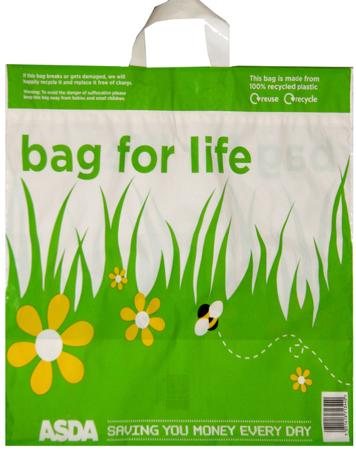 If this bag breaks or gets damaged, we will
happily recycle it and replace it free of charge.
Warning: To avoid the danger of suffocation please
keep this bag away from babies and small children.
This bag is made from
100% recycled plastic
reuse recycle
bag for life
ASDA SAVING YOU MONEY EVERY DAY